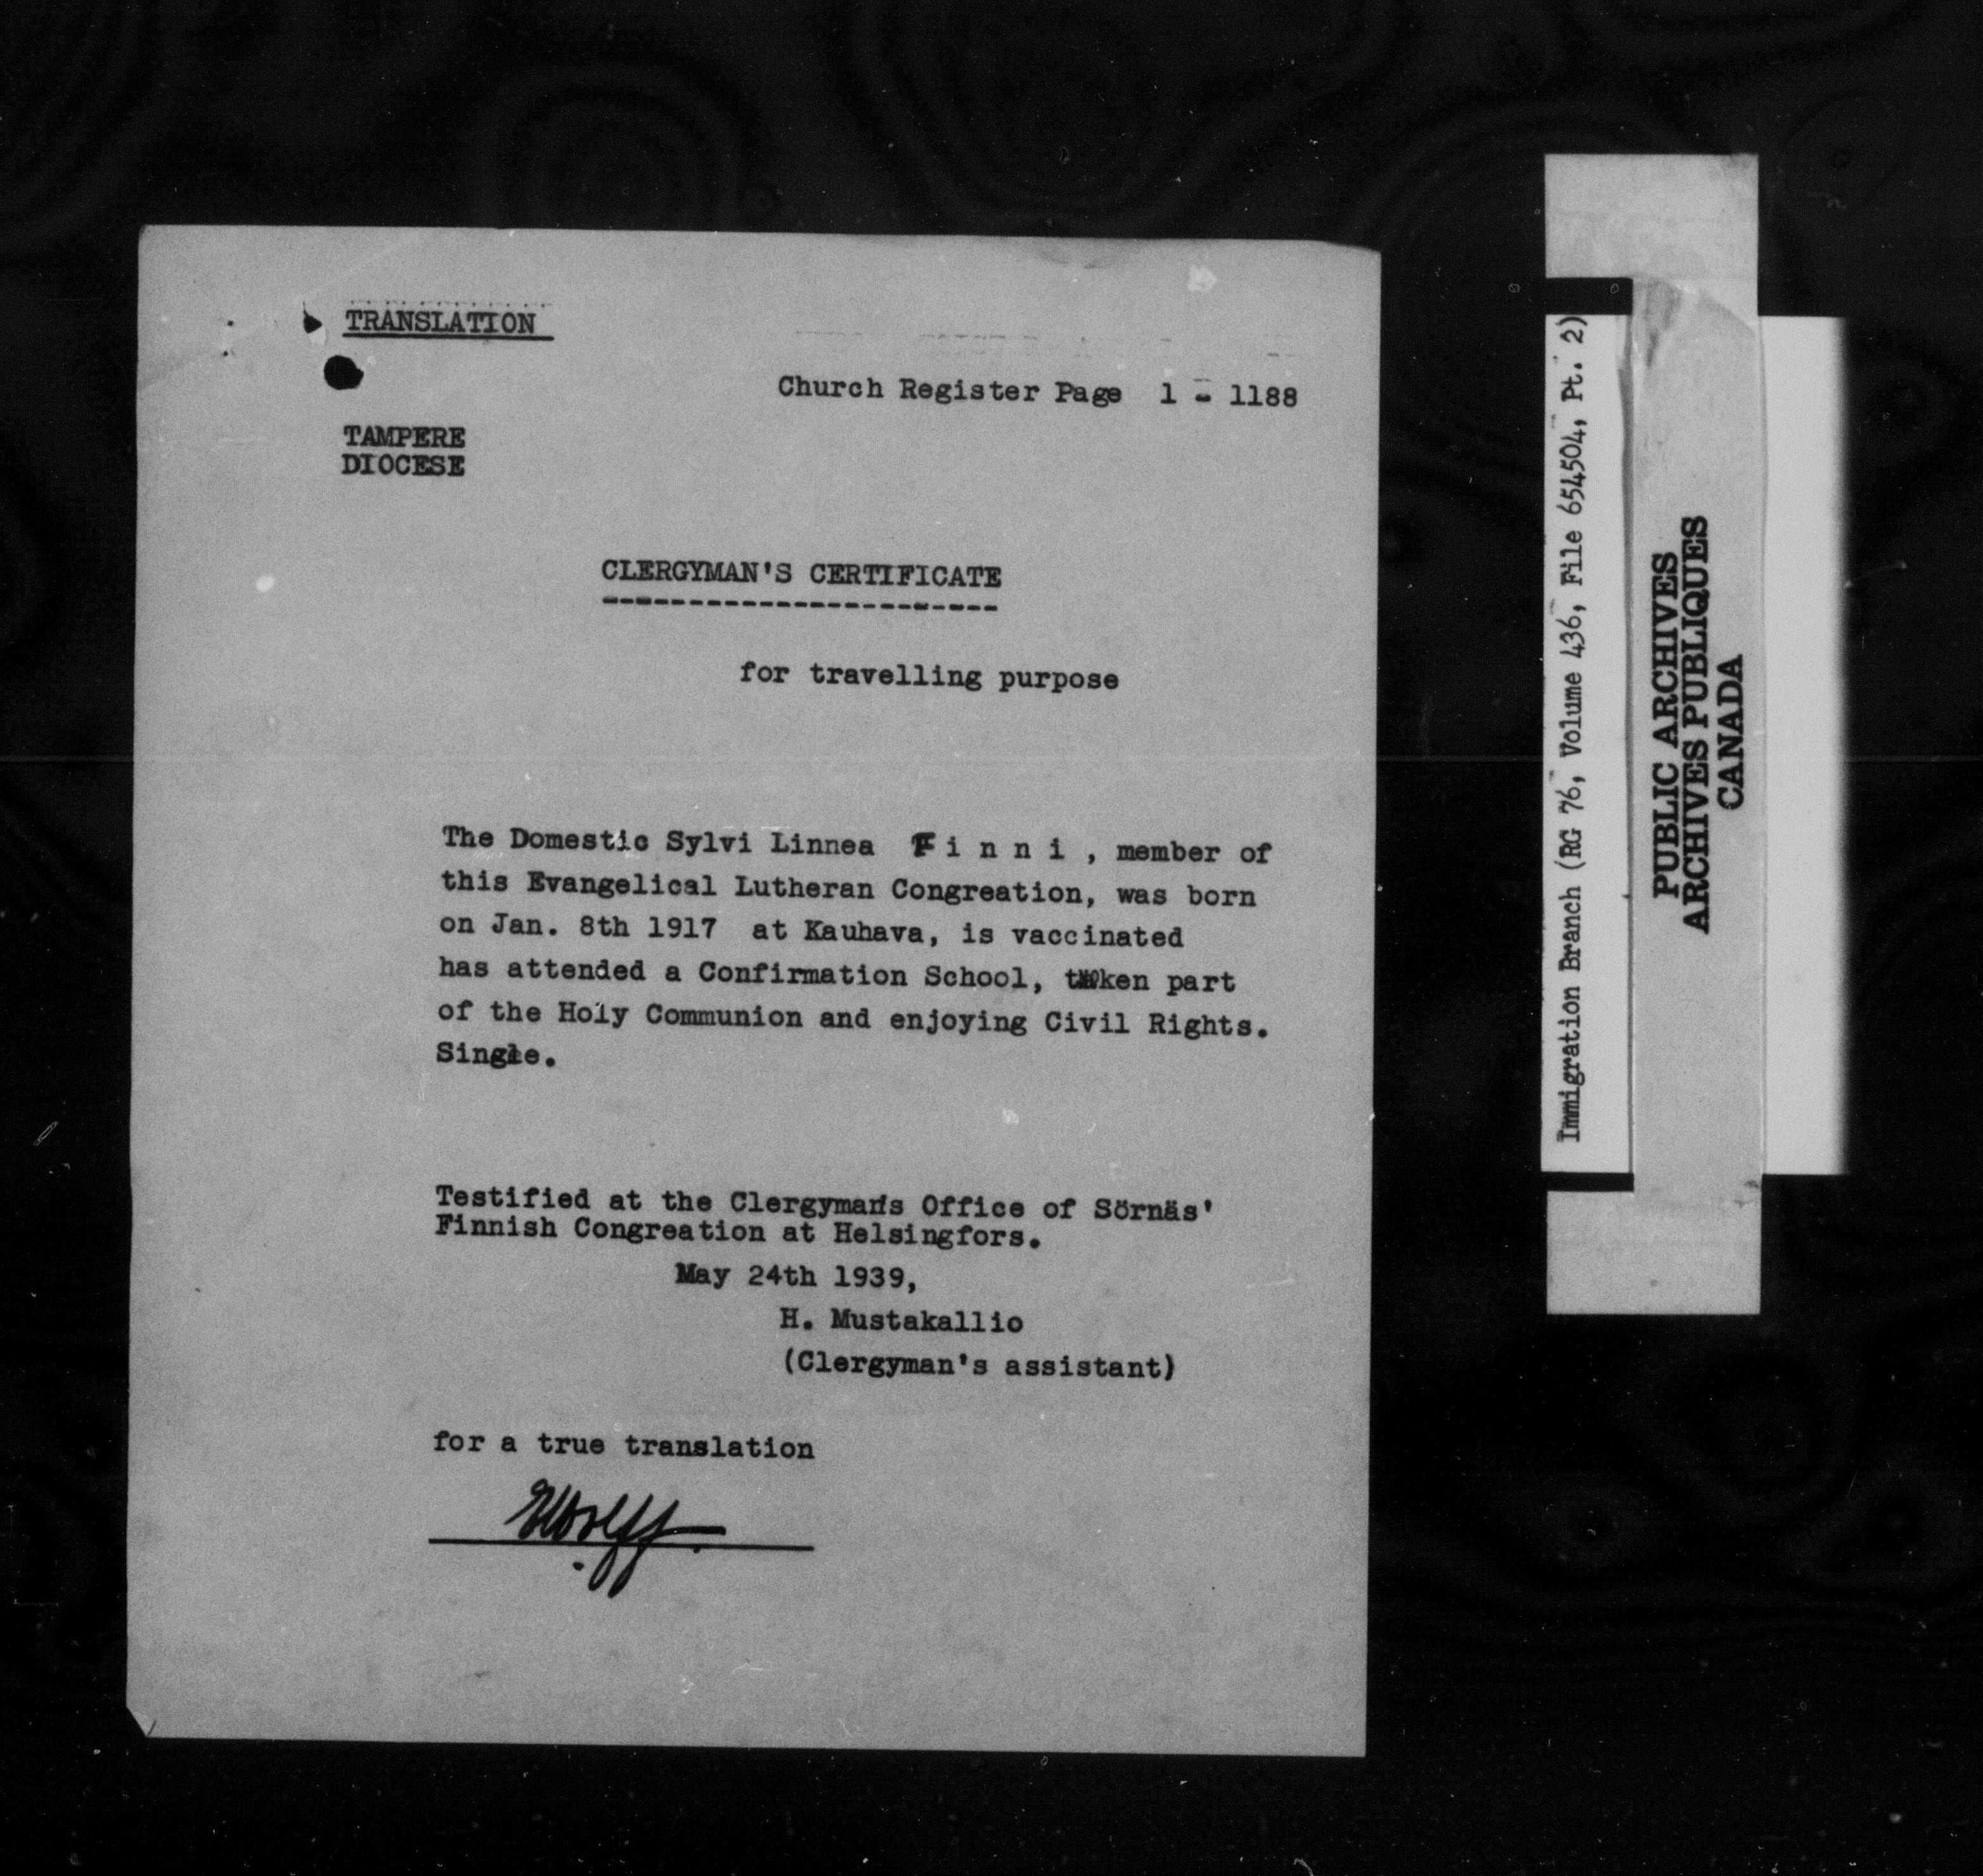 TRANSLATION
Church Register Page 1 - 1188
TAMPERE
DIOCESE
CLERGYMAN'S CERTIFICATE
-----------------------
for travelling purpose
The Domestic Sylvi Linnea F i n n i , member of
this Evangelical Lutheran Congreation, was born
on Jan. 8th 1917 at Kauhava, is vaccinated
has attended a Confirmation School, taken part
of the Holy Communion and enjoying Civil Rights.
Single.
Testified at the Clergyman's Office of Sörnäs'
Finnish Congreation at Helsingfors.
May 24th 1939,
H. Mustakallio
(Clergyman's assistant)
for a true translation
Immigration Branch (RG 76, Volume 436, File 654504, Pt. 2)
PUBLIC ARCHIVES
ARCHIVES PUBLIQUES
CANADA